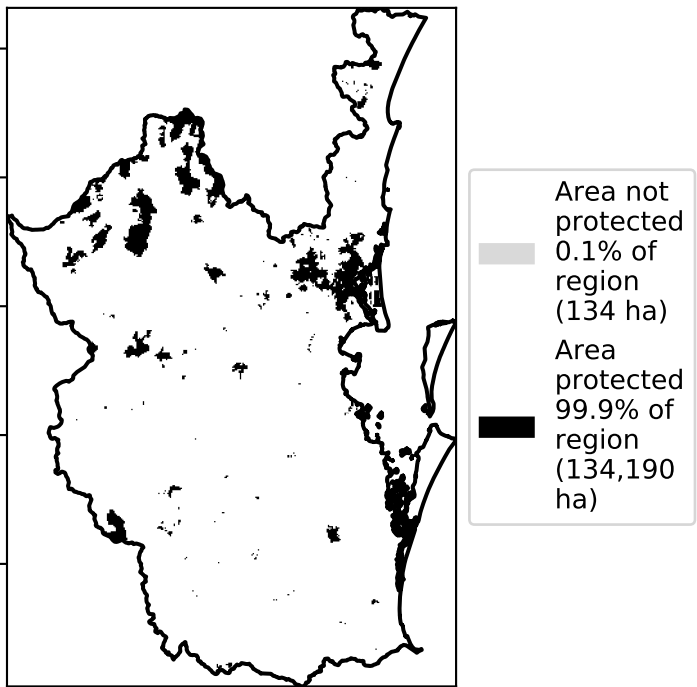 Area not
protected
0.1% of
region
(134 ha)
Area
protected
99.9% of
region
(134,190
ha)